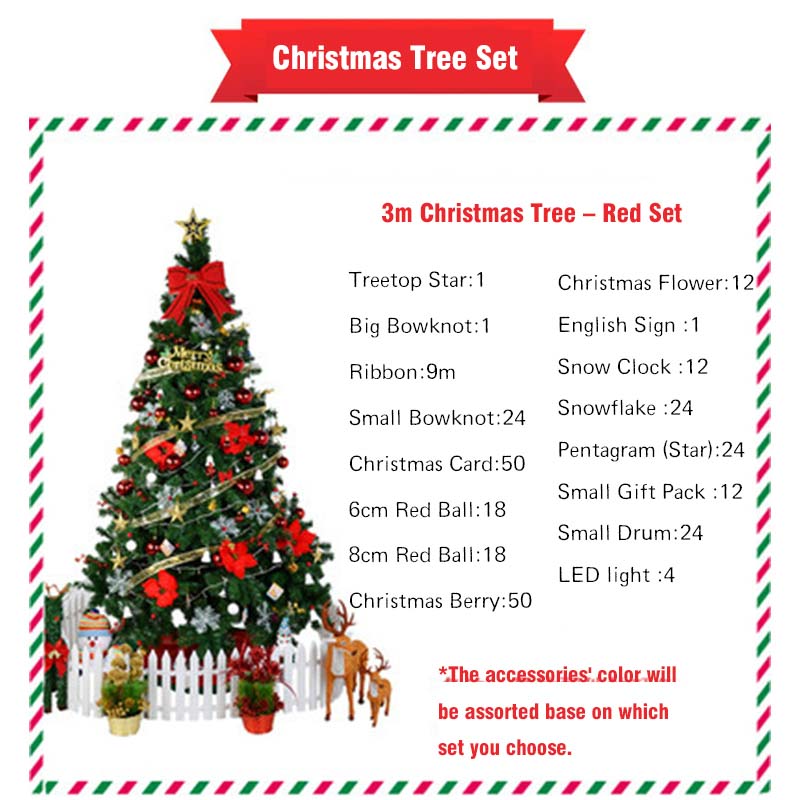 Christmas Tree Set
3m Christmas Tree – Red Set
Treetop Star:1
Big Bowknot:1
Ribbon:9m
Small Bowknot:24
Christmas Card:50
6cm Red Ball:18
8cm Red Ball:18
Christmas Berry:50
Christmas Flower:12
English Sign :1
Snow Clock :12
Snowflake :24
Pentagram (Star):24
Small Gift Pack :12
Small Drum:24
LED light :4
Merry
Christmas
*The accessories' color will
be assorted base on which
set you choose.